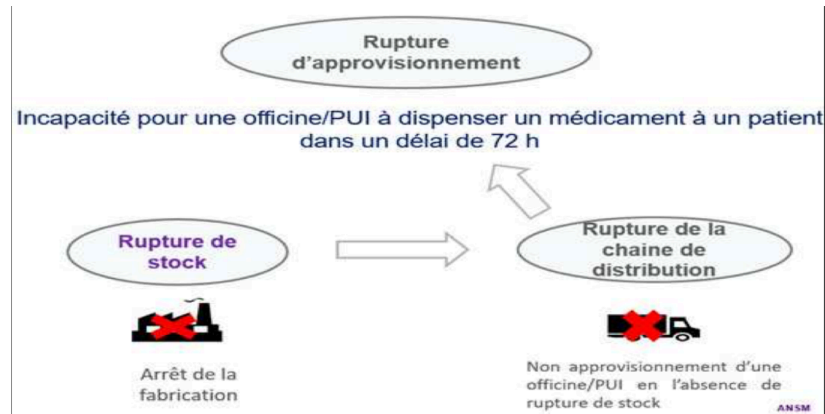 Rupture
d'approvisionnement
Incapacité pour une officine/PUI à dispenser un médicament à un patient
dans un délai de 72 h
Rupture de
stock
Rupture de la
chaine de
distribution
Arrêt de la
fabrication
Non approvisionnement d'une
officine/PUI en l'absence de
rupture de stock
ANSM